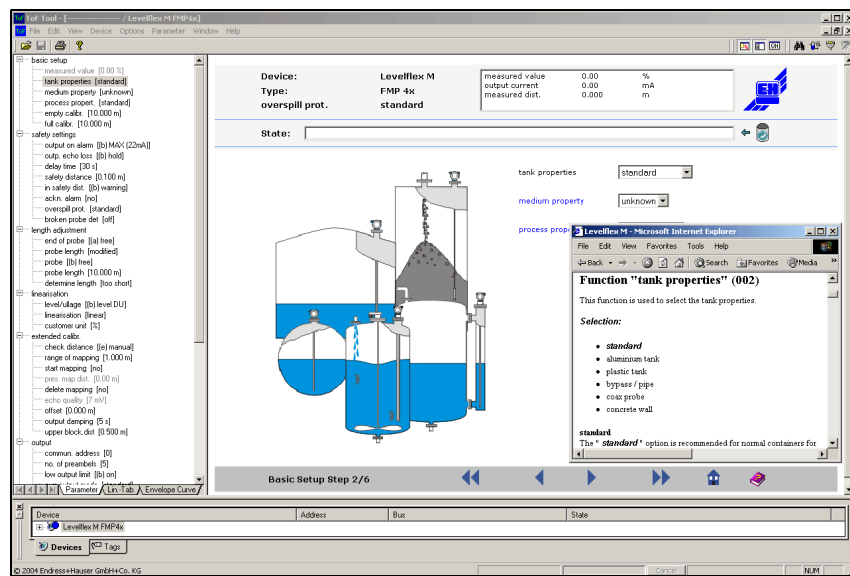 ToF Tool - [---------------- / Levelflex M FMP4x]
File Edit View Device Options Parameter Window Help
basic setup
measured value [0.00 %]
tank properties [standard]
medium property [unknown]
process propert. [standard]
empty calibr. [10.000 m]
full calibr. [10.000 m]
safety settings
output on alarm [(b) MAX (22mA)]
outp. echo loss [(b) hold]
delay time [30 s]
safety distance [0.100 m]
in safety dist. [(b) warning]
ackn. alarm [no]
overspill prot. [standard]
broken probe det [off]
length adjustment
end of probe [(a) free]
probe length [modified]
probe [(b) free]
probe length [10.000 m]
determine length [too short]
linearisation
level/ullage [(b) level DU]
linearisation [linear]
customer unit [%]
extended calibr.
check distance [(e) manual]
range of mapping [1.000 m]
start mapping [no]
pres. map dist. [0.00 m]
delete mapping [no]
echo quality [7 mV]
offset [0.000 m]
output damping [5 s]
upper block.dist [0.500 m]
output
commun. address [0]
no. of preambels [5]
low output limit [(b) on]
Parameter Lin.-Tab. Envelope Curve
Device: Levelflex M
Type: FMP 4x
overspill prot. standard
measured value 0.00 %
output current 0.00 mA
measured dist. 0.000 m
EH
State:
tank properties standard
medium property unknown
process prope
Levelflex M - Microsoft Internet Explorer
File Edit View Favorites Tools Help
Back Search Favorites Media »
Function "tank properties" (002)
This function is used to select the tank properties.
Selection:
• standard
• aluminium tank
• plastic tank
• bypass / pipe
• coax probe
• concrete wall
standard
The " standard " option is recommended for normal containers for
Basic Setup Step 2/6
Device Address Bus State
Levelflex M FMP4x
Devices Tags
© 2004 Endress+Hauser GmbH+Co. KG Cancel NUM